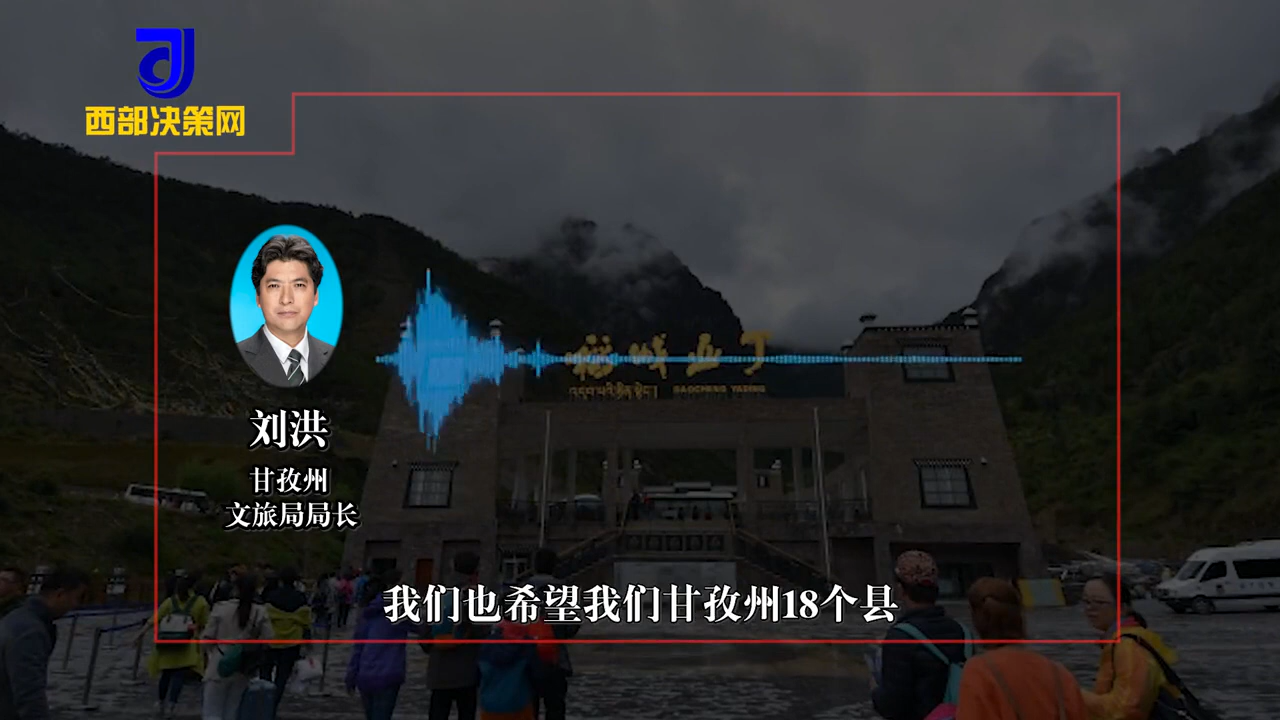 西部决策网
稻城亚丁
DAOCHENG YADING
刘洪
甘孜州
文旅局局长
我们也希望我们甘孜州18个县